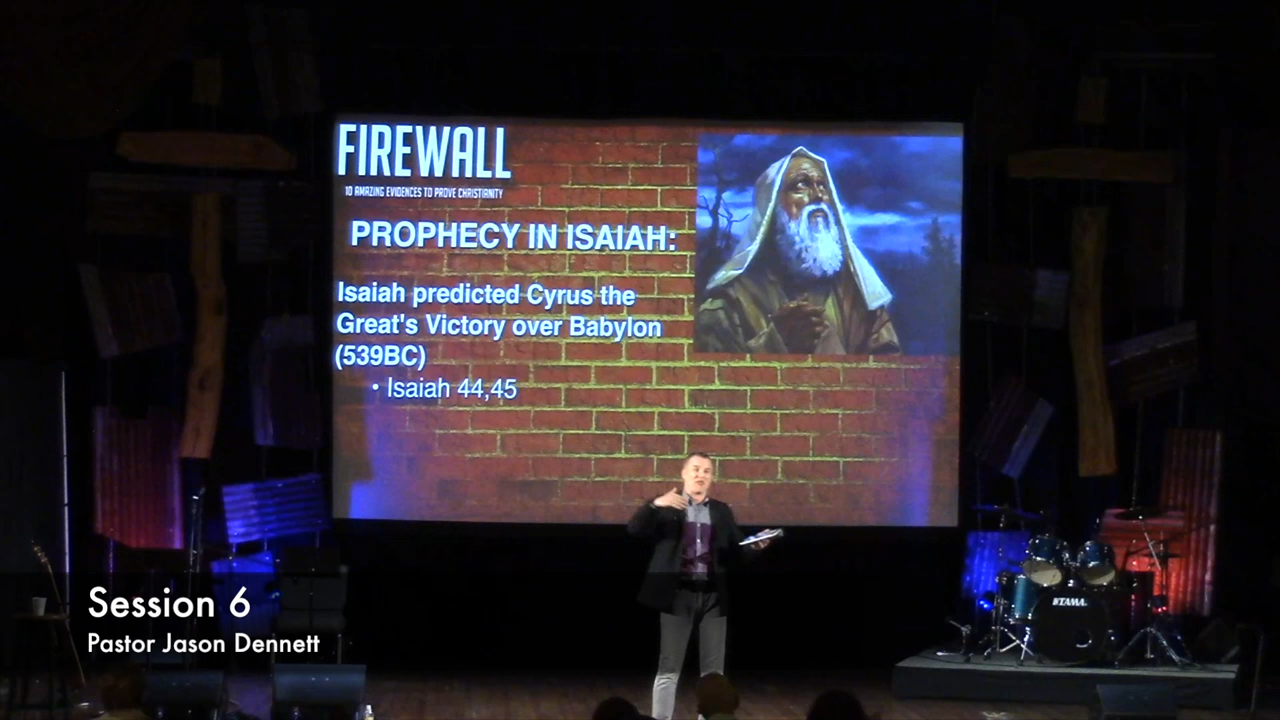 FIREWALL
10 AMAZING EVIDENCES TO PROVE CHRISTIANITY
PROPHECY IN ISAIAH:
Isaiah predicted Cyrus the
Great's Victory over Babylon
(539BC)
• Isaiah 44,45
TAMA
Session 6
Pastor Jason Dennett